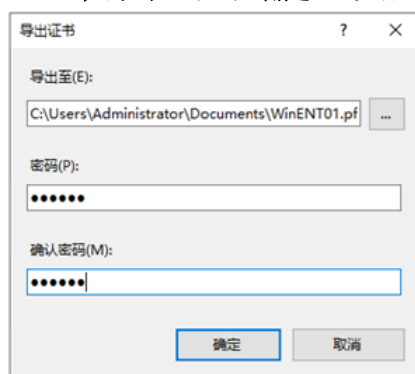 导出证书
导出至(E):
C:\Users\Administrator\Documents\WinENT01.pf
...
密码(P):
●●●●●●
确认密码(M):
●●●●●●
确定
取消